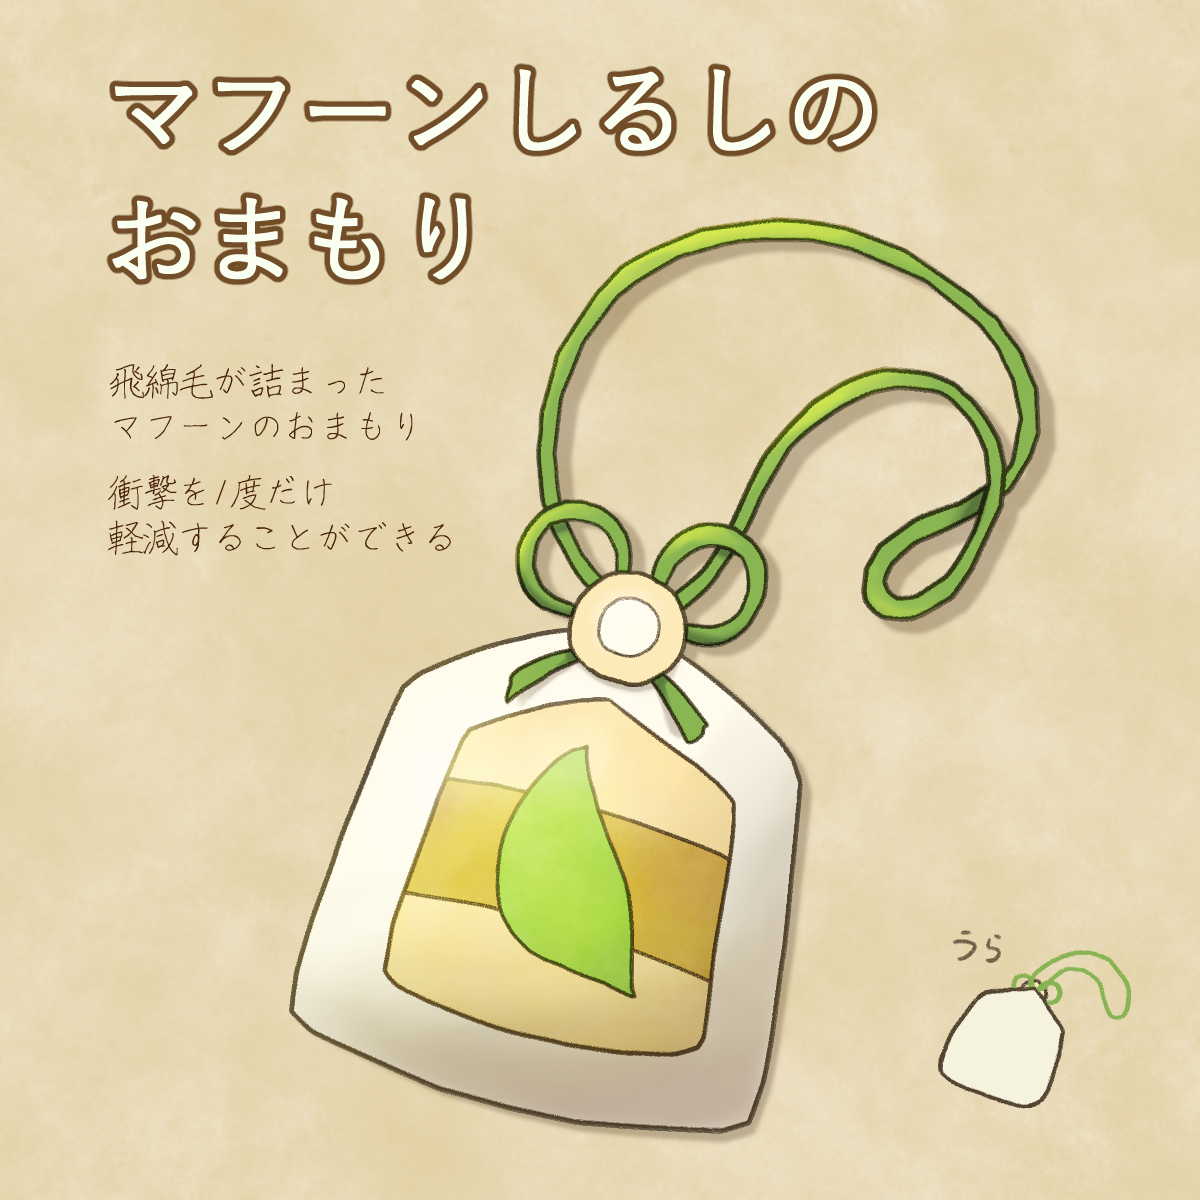 マフーンしるしの
おまもり
飛綿毛が詰まった
マフーンのおまもり
衝撃を1度だけ
軽減することができる
うら